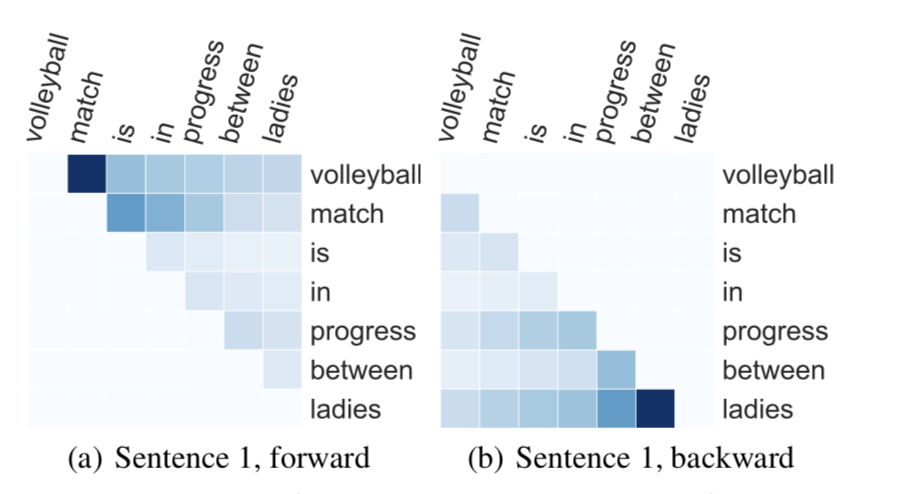 volleyball match is in progress between ladies
volleyball
match
is
in
progress
between
ladies
(a) Sentence 1, forward
volleyball match is in progress between ladies
volleyball
match
is
in
progress
between
ladies
(b) Sentence 1, backward